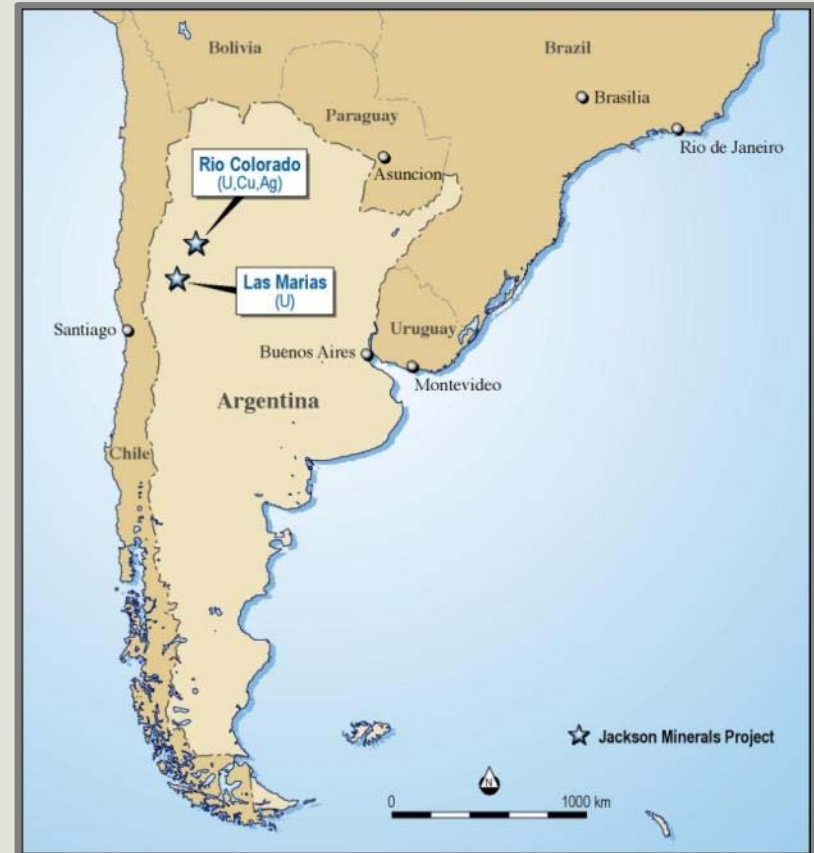 Bolivia
Brazil
Brasilia
Paraguay
Rio de Janeiro
Rio Colorado
(U,Cu,Ag)
Asuncion
Las Marias
(U)
Santiago
Uruguay
Buenos Aires
Montevideo
Argentina
Chile
Jackson Minerals Project
N
0 1000 km